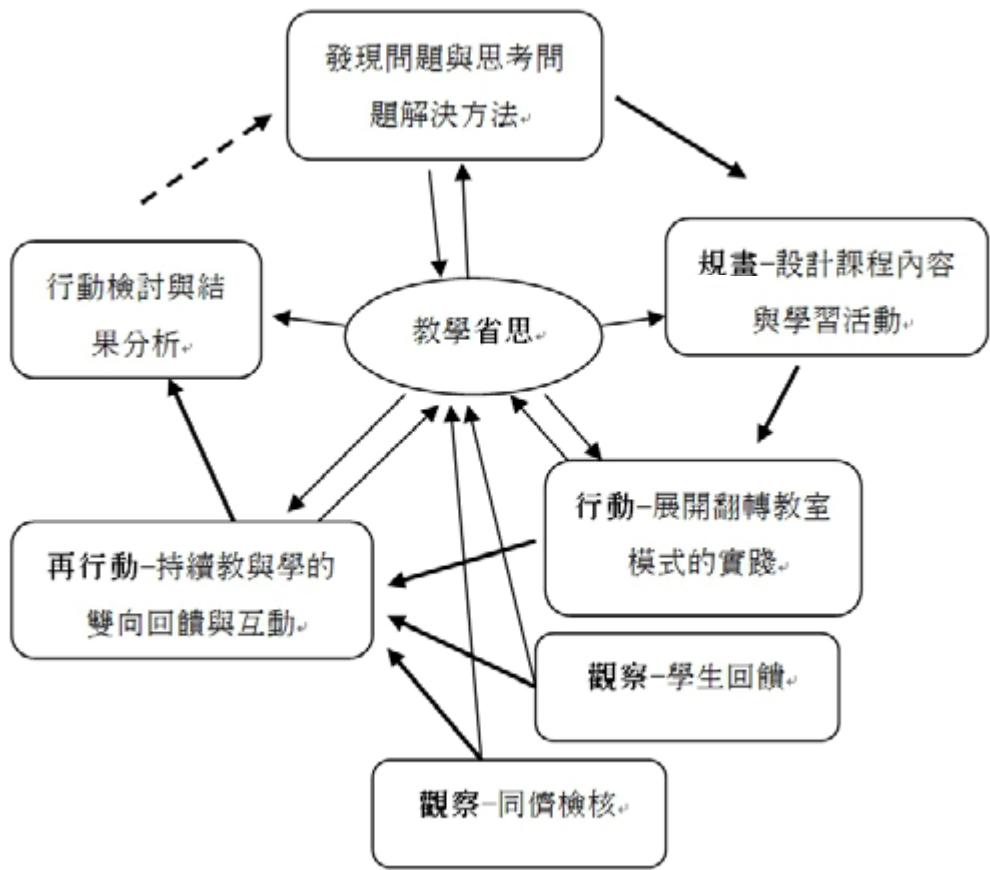 發現問題與思考問
題解決方法
規畫-設計課程內容
與學習活動
行動檢討與結
果分析
教學省思
行動-展開翻轉教室
模式的實踐
再行動-持續教與學的
雙向回饋與互動
觀察-學生回饋
觀察-同儕檢核